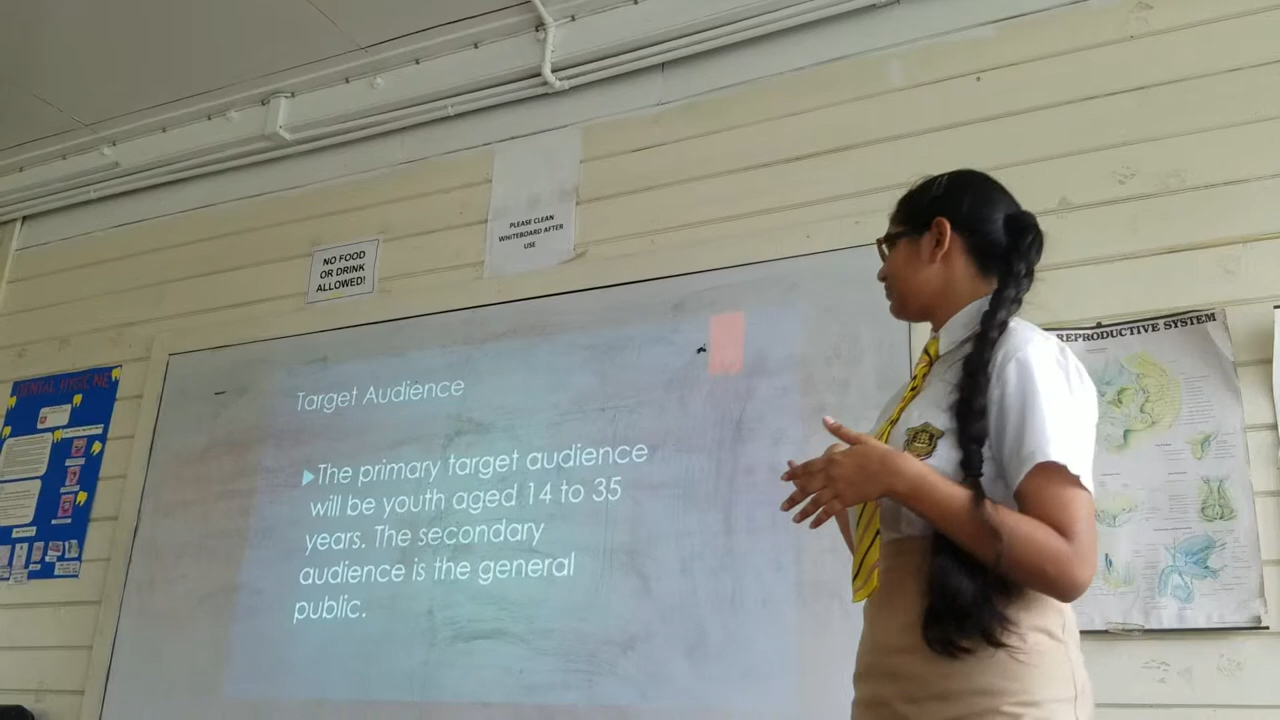 PLEASE CLEAN
WHITEBOARD AFTER
USE
NO FOOD
OR DRINK
ALLOWED!
DENTAL HYGIENE
REPRODUCTIVE SYSTEM
Target Audience
The primary target audience
will be youth aged 14 to 35
years. The secondary
audience is the general
public.